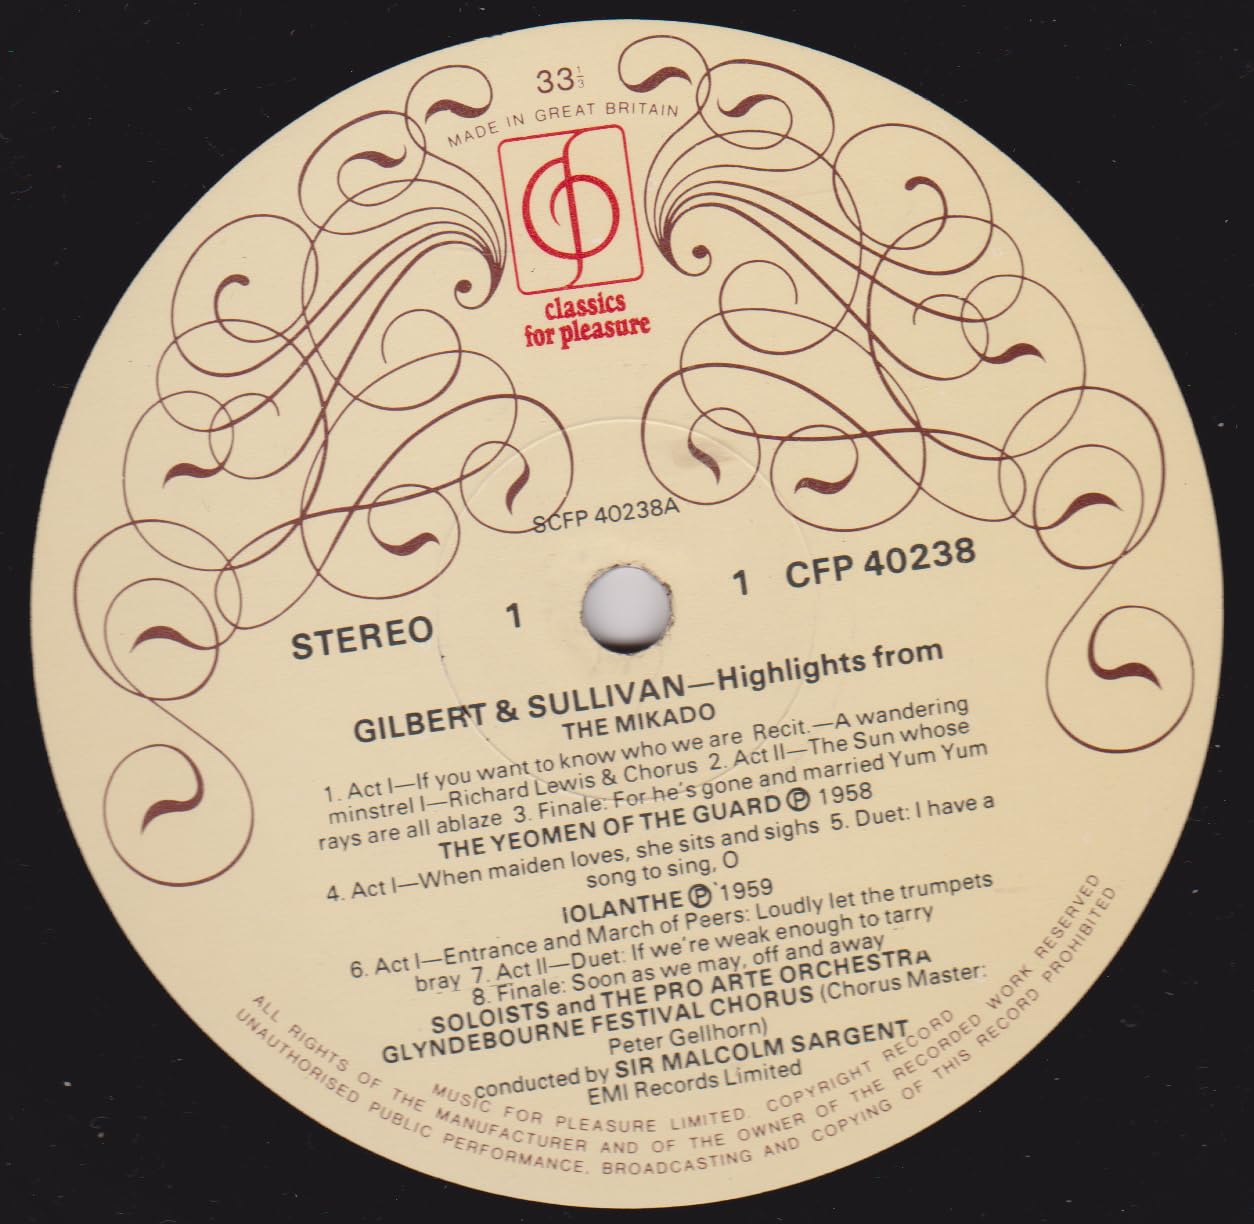 33⅓
MADE IN GREAT BRITAIN
classics
for pleasure
SCFP 40238A
STEREO 1 1 CFP 40238
GILBERT & SULLIVAN—Highlights from
THE MIKADO
1. Act I—If you want to know who we are Recit.—A wandering
minstrel I—Richard Lewis & Chorus 2. Act II—The Sun whose
rays are all ablaze 3. Finale: For he's gone and married Yum Yum
THE YEOMEN OF THE GUARD ℗ 1958
4. Act I—When maiden loves, she sits and sighs 5. Duet: I have a
song to sing, O
IOLANTHE ℗ 1959
6. Act I—Entrance and March of Peers: Loudly let the trumpets
bray 7. Act II—Duet: If we're weak enough to tarry
8. Finale: Soon as we may, off and away
SOLOISTS and THE PRO ARTE ORCHESTRA
GLYNDEBOURNE FESTIVAL CHORUS (Chorus Master:
Peter Gellhorn)
conducted by SIR MALCOLM SARGENT
EMI Records Limited
MUSIC FOR PLEASURE LIMITED. COPYRIGHT RECORD
ALL RIGHTS OF THE MANUFACTURER AND OF THE OWNER OF THE RECORDED WORK RESERVED
UNAUTHORISED PUBLIC PERFORMANCE, BROADCASTING AND COPYING OF THIS RECORD PROHIBITED